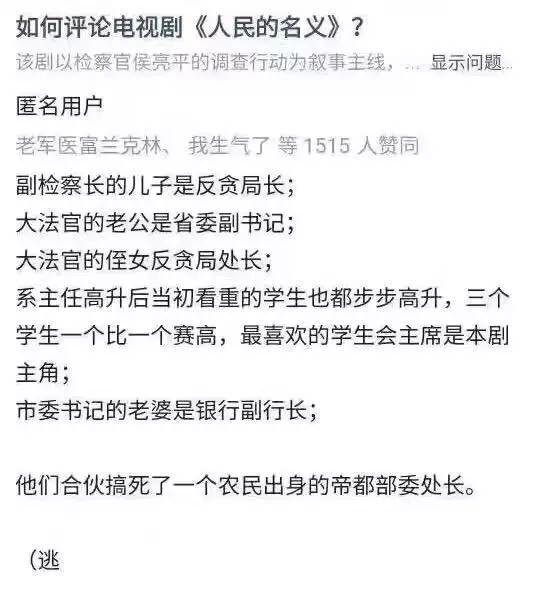 如何评论电视剧《人民的名义》？
该剧以检察官侯亮平的调查行动为叙事主线，... 显示问题...
匿名用户
老军医富兰克林、 我生气了 等 1515 人赞同
副检察长的儿子是反贪局长；
大法官的老公是省委副书记；
大法官的侄女反贪局处长；
系主任高升后当初看重的学生也都步步高升，三个
学生一个比一个赛高，最喜欢的学生会主席是本剧
主角；
市委书记的老婆是银行副行长；
他们合伙搞死了一个农民出身的帝都部委处长。
（逃